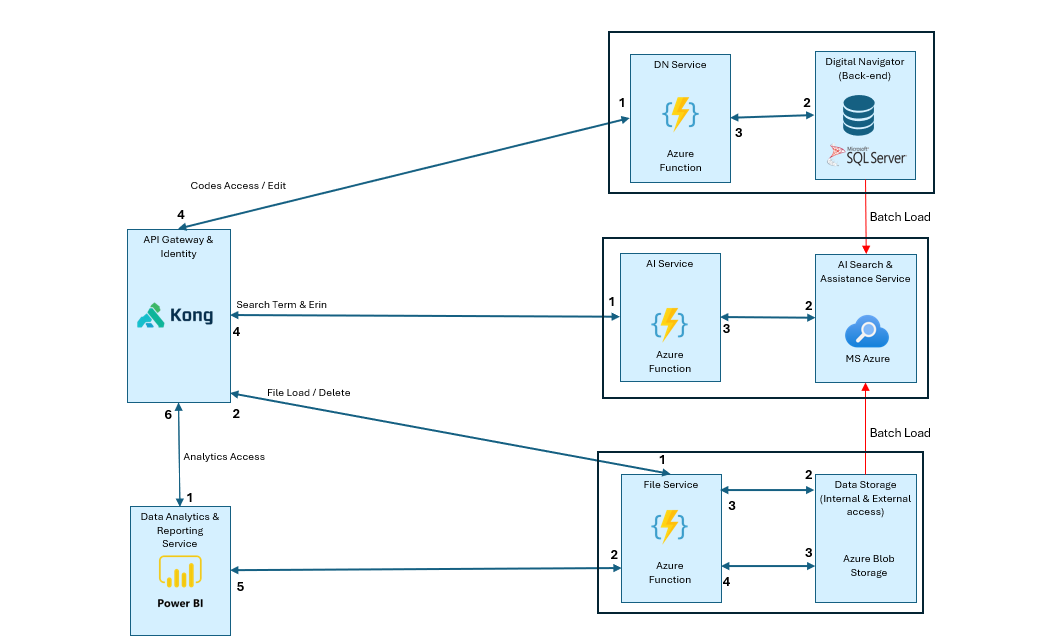 DN Service
Azure
Function
Digital Navigator
(Back-end)
Microsoft
SQL Server
1
2
3
Codes Access / Edit
4
Batch Load
API Gateway &
Identity
Kong
Search Term & Erin
4
1
AI Service
Azure
Function
2
3
AI Search &
Assistance Service
MS Azure
File Load / Delete
6
2
Batch Load
Analytics Access
1
1
File Service
Azure
Function
2
3
Data Storage
(Internal & External
access)
Azure Blob
Storage
Data Analytics &
Reporting
Service
Power BI
5
2
3
4